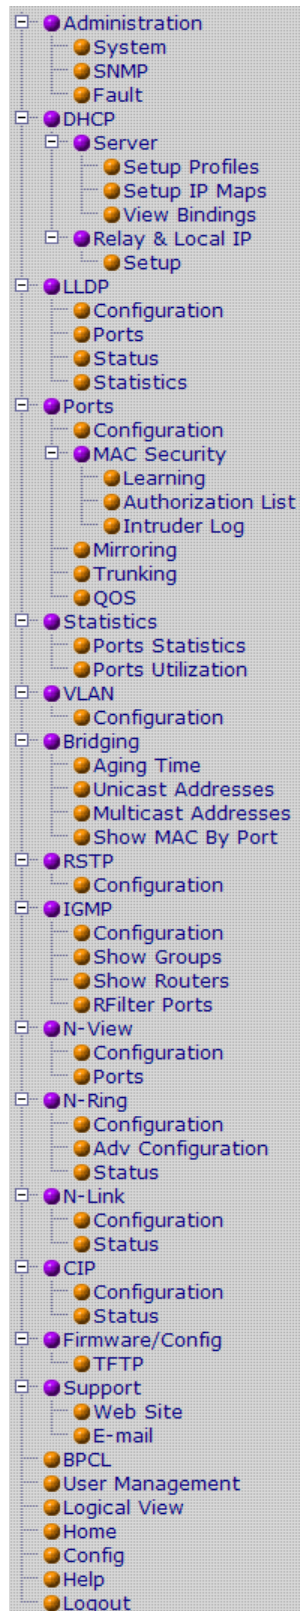 Administration
System
SNMP
Fault
DHCP
Server
Setup Profiles
Setup IP Maps
View Bindings
Relay & Local IP
Setup
LLDP
Configuration
Ports
Status
Statistics
Ports
Configuration
MAC Security
Learning
Authorization List
Intruder Log
Mirroring
Trunking
QOS
Statistics
Ports Statistics
Ports Utilization
VLAN
Configuration
Bridging
Aging Time
Unicast Addresses
Multicast Addresses
Show MAC By Port
RSTP
Configuration
IGMP
Configuration
Show Groups
Show Routers
RFilter Ports
N-View
Configuration
Ports
N-Ring
Configuration
Adv Configuration
Status
N-Link
Configuration
Status
CIP
Configuration
Status
Firmware/Config
TFTP
Support
Web Site
E-mail
BPCL
User Management
Logical View
Home
Config
Help
Logout